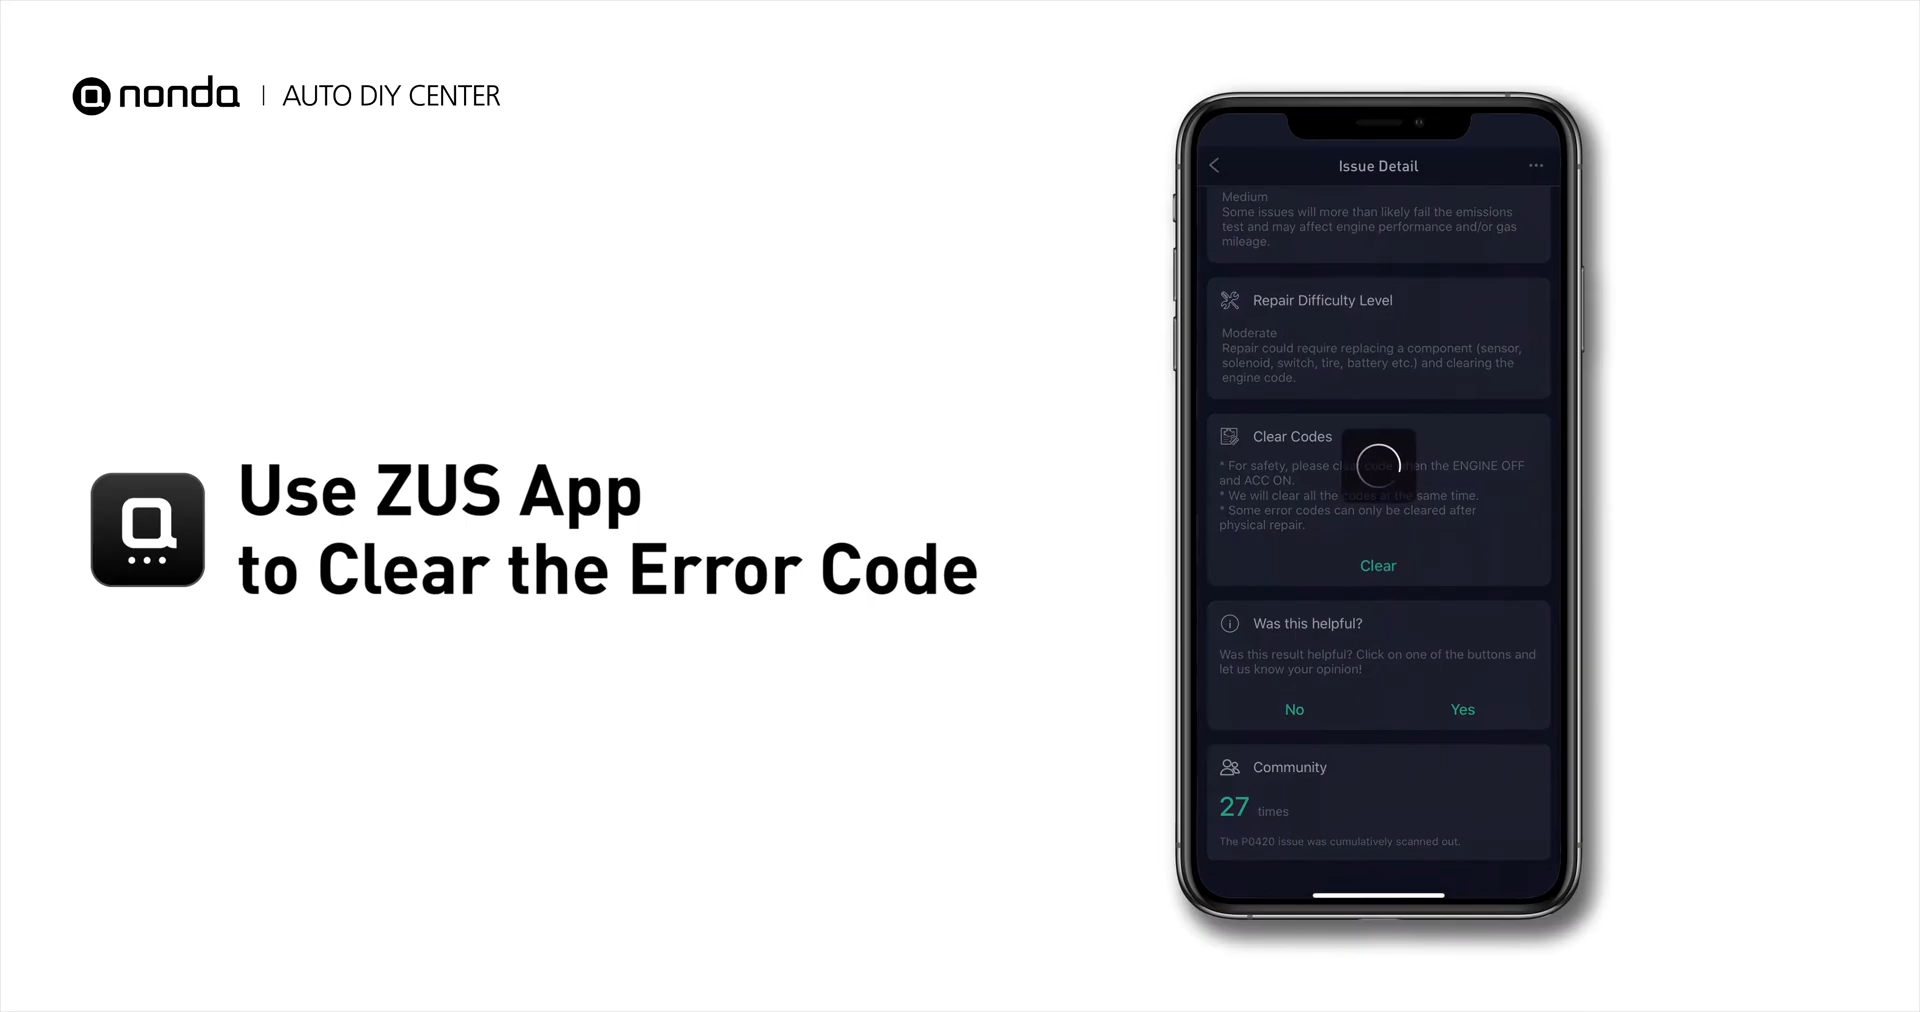 nonda | AUTO DIY CENTER
Use ZUS App
to Clear the Error Code
Issue Detail
Medium
Some issues will more than likely fail the emissions
test and may affect engine performance and/or gas
mileage.
Repair Difficulty Level
Moderate
Repair could require replacing a component (sensor,
solenoid, switch, tire, battery etc.) and clearing the
engine code.
Clear Codes
* For safety, please clear code when the ENGINE OFF
and ACC ON.
* We will clear all the codes at the same time.
* Some error codes can only be cleared after
physical repair.
Clear
Was this helpful?
Was this result helpful? Click on one of the buttons and
let us know your opinion!
No Yes
Community
27 times
The P0420 issue was cumulatively scanned out.